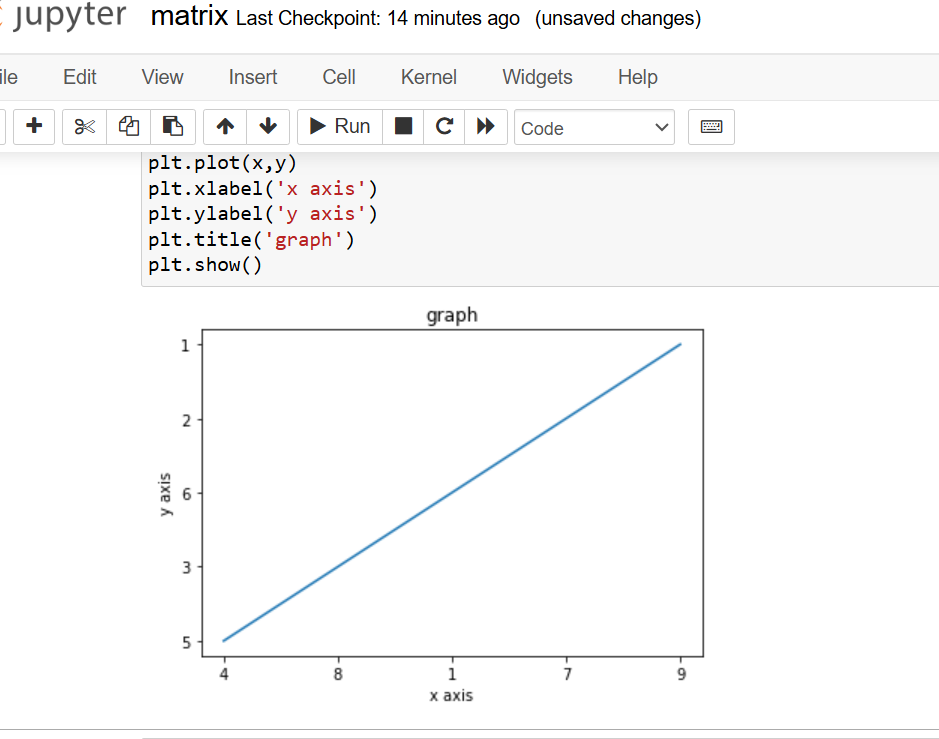 jupyter matrix Last Checkpoint: 14 minutes ago (unsaved changes)
ile Edit View Insert Cell Kernel Widgets Help
Run Code
plt.plot(x,y)
plt.xlabel('x axis')
plt.ylabel('y axis')
plt.title('graph')
plt.show()
graph
1
2
6
3
5
y axis
4 8 1 7 9
x axis